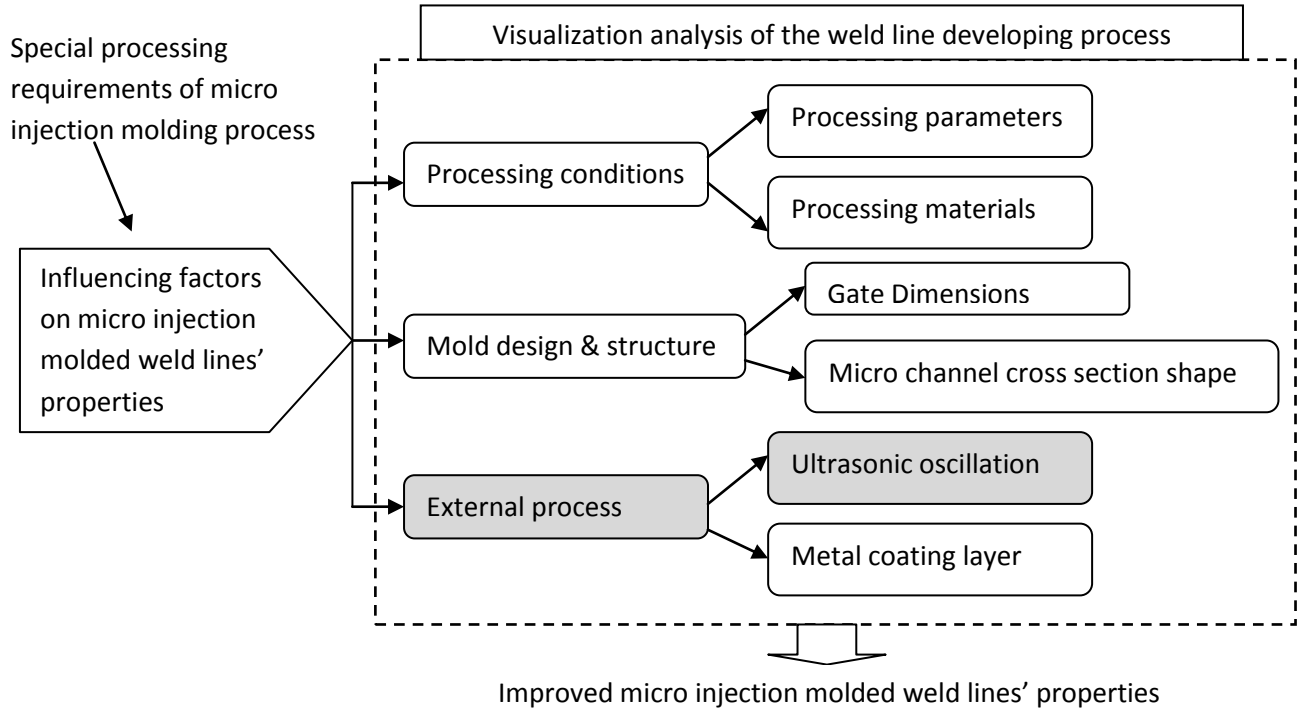 Visualization analysis of the weld line developing process
Special processing
requirements of micro
injection molding process
Influencing factors
on micro injection
molded weld lines’
properties
Processing conditions
Processing parameters
Processing materials
Mold design & structure
Gate Dimensions
Micro channel cross section shape
External process
Ultrasonic oscillation
Metal coating layer
Improved micro injection molded weld lines’ properties